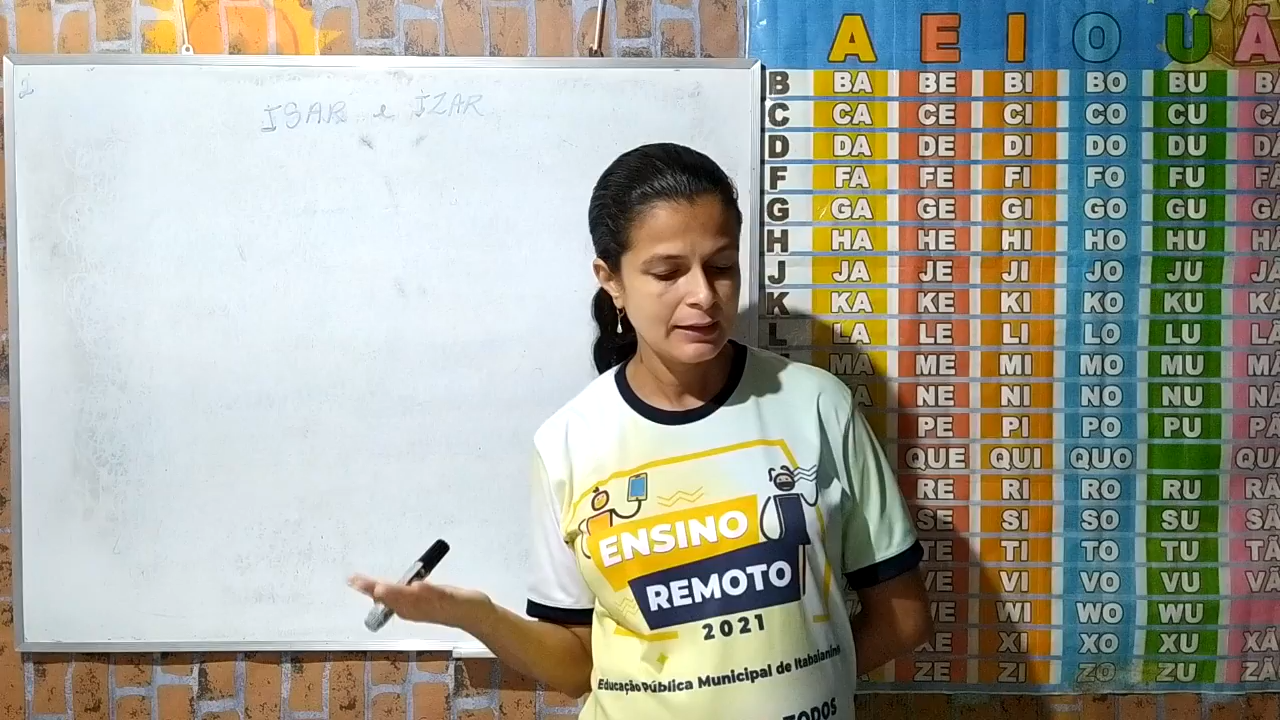 ISAR e IZAR
A E I O U Ã
B BA BE BI BO BU
C CA CE CI CO CU
D DA DE DI DO DU
F FA FE FI FO FU
G GA GE GI GO GU
H HA HE HI HO HU
J JA JE JI JO JU
K KA KE KI KO KU
L LA LE LI LO LU
MA ME MI MO MU
NE NI NO NU
PE PI PO PU
QUE QUI QUO
RE RI RO RU
SE SI SO SU
TE TI TO TU
VE VI VO VU
WI WO WU
XI XO XU
ZE ZI ZO ZU
ENSINO
REMOTO
2021
Educação Pública Municipal de
TODOS